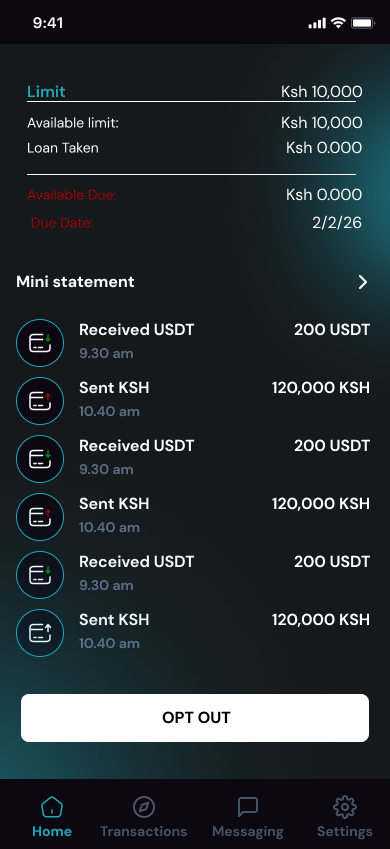 9:41
Limit Ksh 10,000
Available limit: Ksh 10,000
Loan Taken Ksh 0.000
Available Due: Ksh 0.000
Due Date: 2/2/26
Mini statement
Received USDT 200 USDT
9.30 am
Sent KSH 120,000 KSH
10.40 am
Received USDT 200 USDT
9.30 am
Sent KSH 120,000 KSH
10.40 am
Received USDT 200 USDT
9.30 am
Sent KSH 120,000 KSH
10.40 am
OPT OUT
Home Transactions Messaging Settings